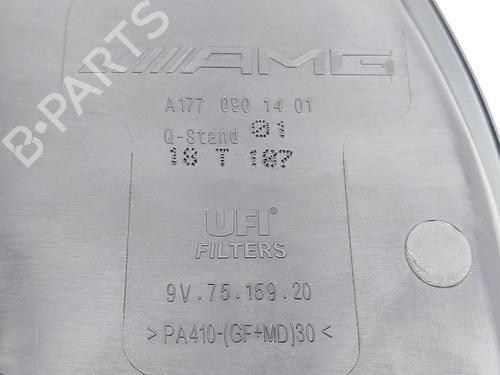 AMG
A177 090 14 01
Q-Stand 01
18 T 107
UFI®
FILTERS
9V.75.159.20
>PA410-(GF+MD)30<
B-PARTS